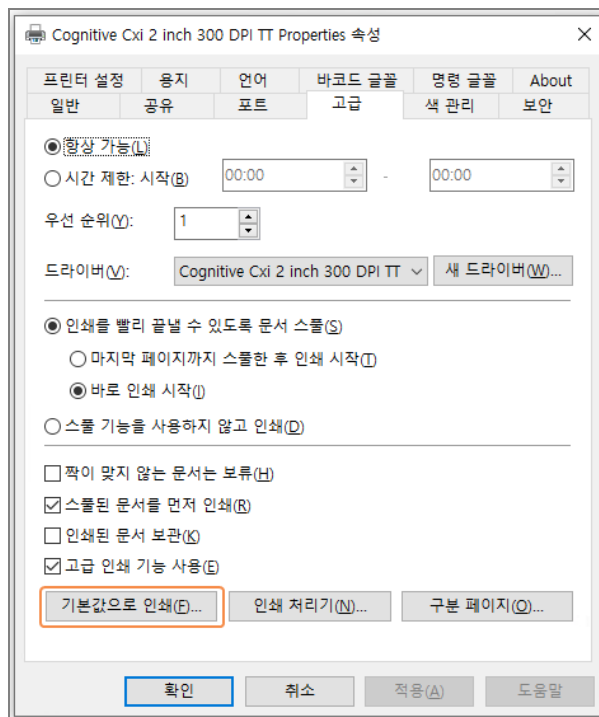 Cognitive Cxi 2 inch 300 DPI TT Properties 속성
프린터 설정 용지 언어 바코드 글꼴 명령 글꼴 About
일반 공유 포트 고급 색 관리 보안
항상 가능(L)
시간 제한: 시작(B) 00:00 - 00:00
우선 순위(Y): 1
드라이버(V): Cognitive Cxi 2 inch 300 DPI TT 새 드라이버(W)...
인쇄를 빨리 끝낼 수 있도록 문서 스풀(S)
마지막 페이지까지 스풀한 후 인쇄 시작(T)
바로 인쇄 시작(I)
스풀 기능을 사용하지 않고 인쇄(D)
짝이 맞지 않는 문서는 보류(H)
스풀된 문서를 먼저 인쇄(R)
인쇄된 문서 보관(K)
고급 인쇄 기능 사용(E)
기본값으로 인쇄(F)... 인쇄 처리기(N)... 구분 페이지(O)...
확인 취소 적용(A) 도움말